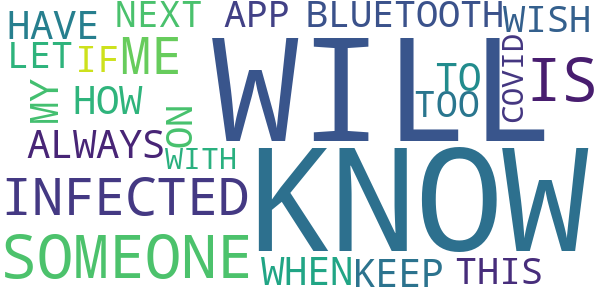 HAVE NEXT APP BLUETOOTH WISH
LET IF ME WILL TO COVID IS
MY HOW ON TOO
ALWAYS WITH KNOW
INFECTED
SOMEONE WHEN KEEP THIS